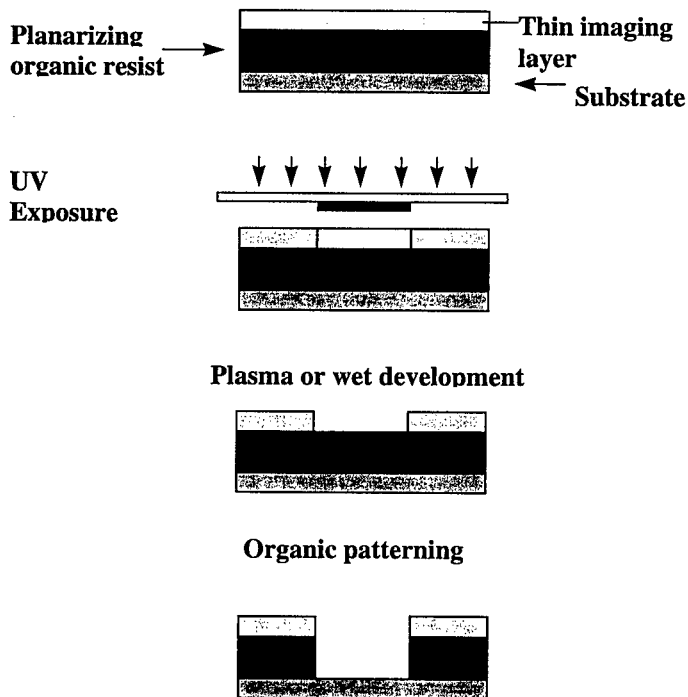 Planarizing
organic resist
Thin imaging
layer
Substrate
UV
Exposure
Plasma or wet development
Organic patterning